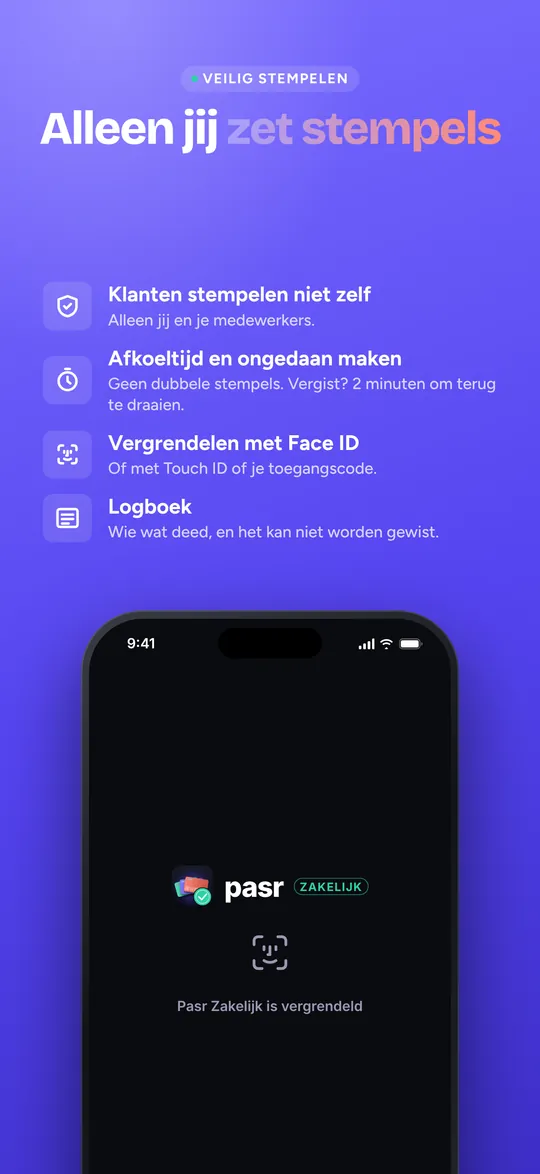 VEILIG STEMPELEN
Alleen jij zet stempels
Klanten stempelen niet zelf
Alleen jij en je medewerkers.
Afkoeltijd en ongedaan maken
Geen dubbele stempels. Vergist? 2 minuten om terug
te draaien.
Vergrendelen met Face ID
Of met Touch ID of je toegangscode.
Logboek
Wie wat deed, en het kan niet worden gewist.
9:41
pasr ZAKELIJK
Pasr Zakelijk is vergrendeld